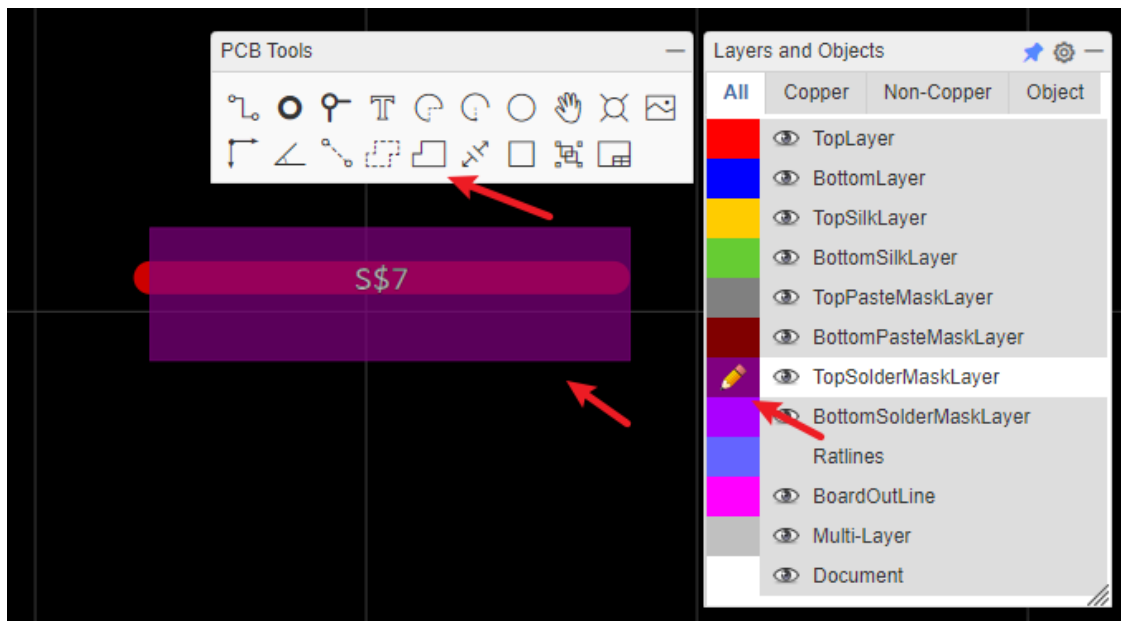 PCB Tools
S$7
Layers and Objects
All Copper Non-Copper Object
TopLayer
BottomLayer
TopSilkLayer
BottomSilkLayer
TopPasteMaskLayer
BottomPasteMaskLayer
TopSolderMaskLayer
BottomSolderMaskLayer
Ratlines
BoardOutLine
Multi-Layer
Document